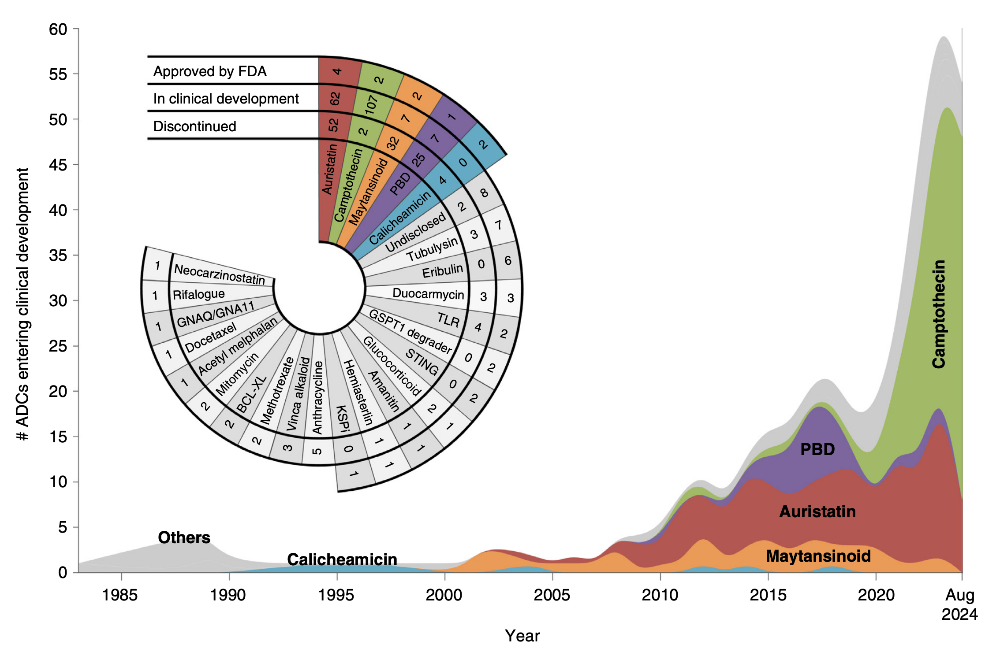 # ADCs entering clinical development
60
55
50
45
40
35
30
25
20
15
10
5
0
Approved by FDA
In clinical development
Discontinued
4
62
52
Auristatin
2
107
2
Camptothecin
2
7
32
Maytansinoid
1
7
25
PBD
2
0
4
Calicheamicin
8
2
Undisclosed
7
3
Tubulysin
6
0
Eribulin
3
3
Duocarmycin
2
4
TLR
2
0
GSPT1 degrader
2
0
STING
1
2
Glucocorticoid
1
1
Amanitin
1
1
Hemiasterlin
1
0
KSPi
5
Anthracycline
3
Vinca alkaloid
2
Methotrexate
2
BCL-XL
2
Mitomycin
1
Acetyl melphalan
1
Docetaxel
1
GNAQ/GNA11
1
Rifalogue
1
Neocarzinostatin
Others
Calicheamicin
Maytansinoid
Auristatin
PBD
Camptothecin
1985
1990
1995
2000
2005
2010
2015
2020
Aug
2024
Year